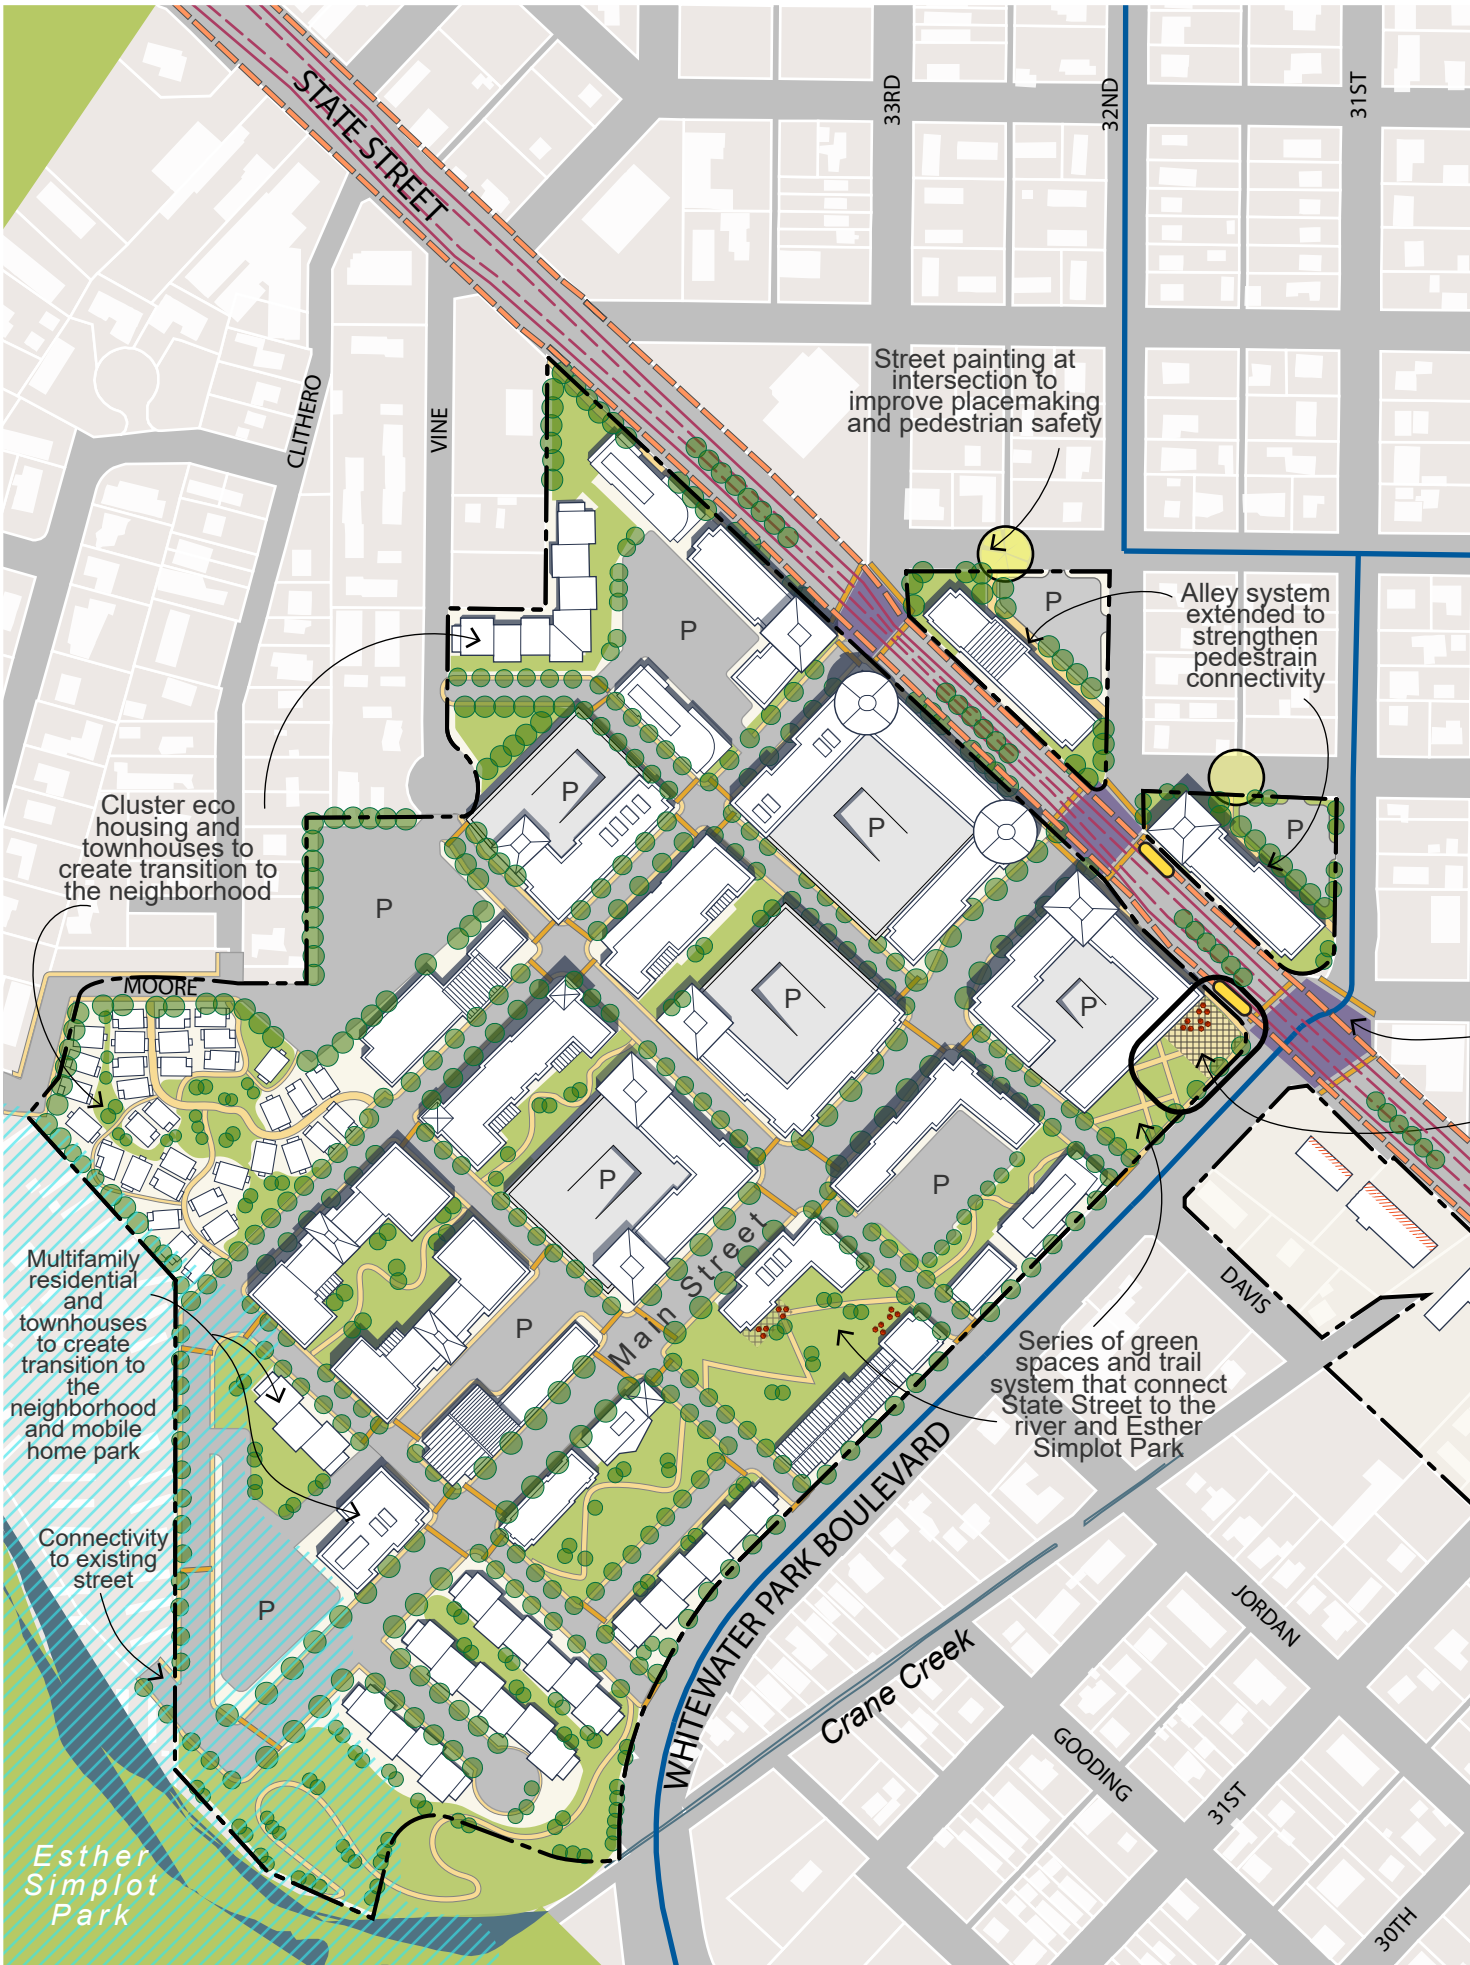 STATE STREET
33RD
32ND
31ST
CLITHERO
VINE
Street painting at
intersection to
improve placemaking
and pedestrian safety
P
Alley system
extended to
strengthen
pedestrain
connectivity
P
P
P
P
P
Cluster eco
housing and
townhouses to
create transition to
the neighborhood
P
MOORE
P
P
P
P
Main Street
Multifamily
residential
and
townhouses
to create
transition to
the
neighborhood
and mobile
home park
P
DAVIS
Series of green
spaces and trail
system that connect
State Street to the
river and Esther
Simplot Park
Connectivity
to existing
street
P
WHITEWATER PARK BOULEVARD
Crane Creek
JORDAN
GOODING
31ST
30TH
Esther
Simplot
Park